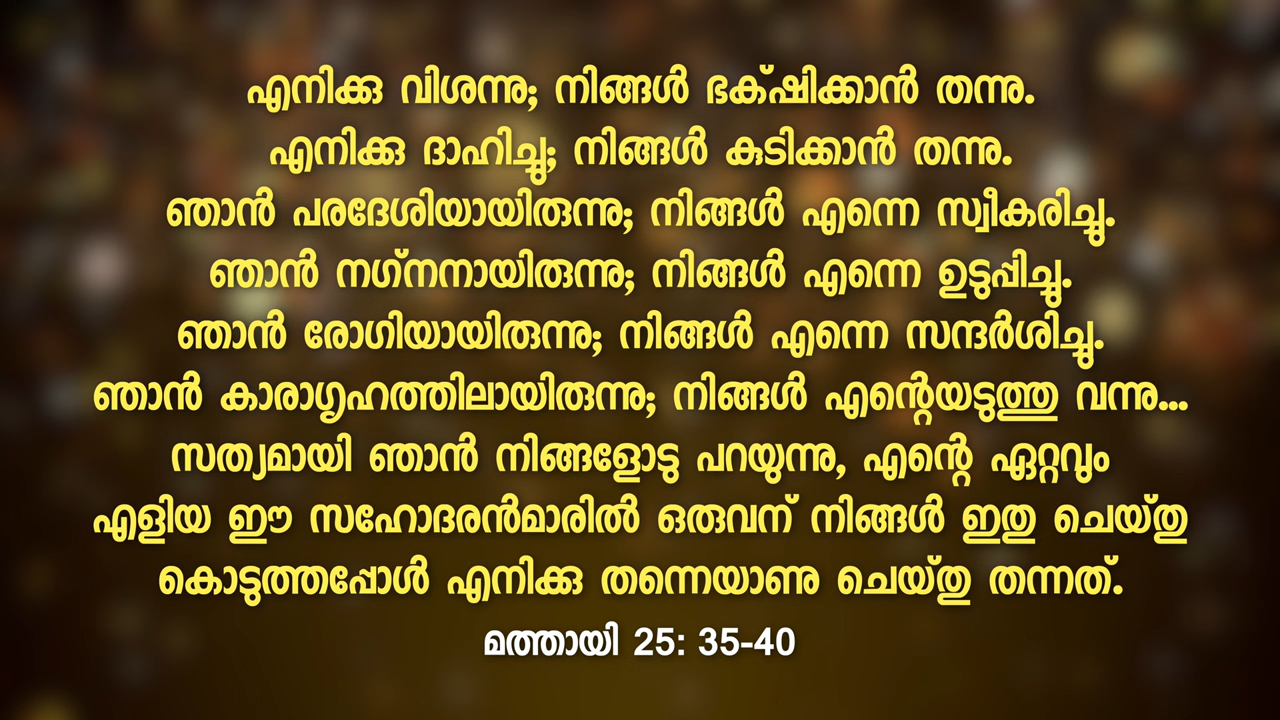 എനിക്കു വിശന്നു; നിങ്ങൾ ഭക്‌ഷിക്കാൻ തന്നു.
എനിക്കു ദാഹിച്ചു; നിങ്ങൾ കുടിക്കാൻ തന്നു.
ഞാൻ പരദേശിയായിരുന്നു; നിങ്ങൾ എന്നെ സ്വീകരിച്ചു.
ഞാൻ നഗ്‌നനായിരുന്നു; നിങ്ങൾ എന്നെ ഉടുപ്പിച്ചു.
ഞാൻ രോഗിയായിരുന്നു; നിങ്ങൾ എന്നെ സന്ദർശിച്ചു.
ഞാൻ കാരാഗൃഹത്തിലായിരുന്നു; നിങ്ങൾ എന്റെയടുത്തു വന്നു...
സത്യമായി ഞാൻ നിങ്ങളോടു പറയുന്നു, എന്റെ ഏറ്റവും
എളിയ ഈ സഹോദരൻമാരിൽ ഒരുവന് നിങ്ങൾ ഇതു ചെയ്തു
കൊടുത്തപ്പോൾ എനിക്കു തന്നെയാണു ചെയ്തു തന്നത്.
മത്തായി 25: 35-40